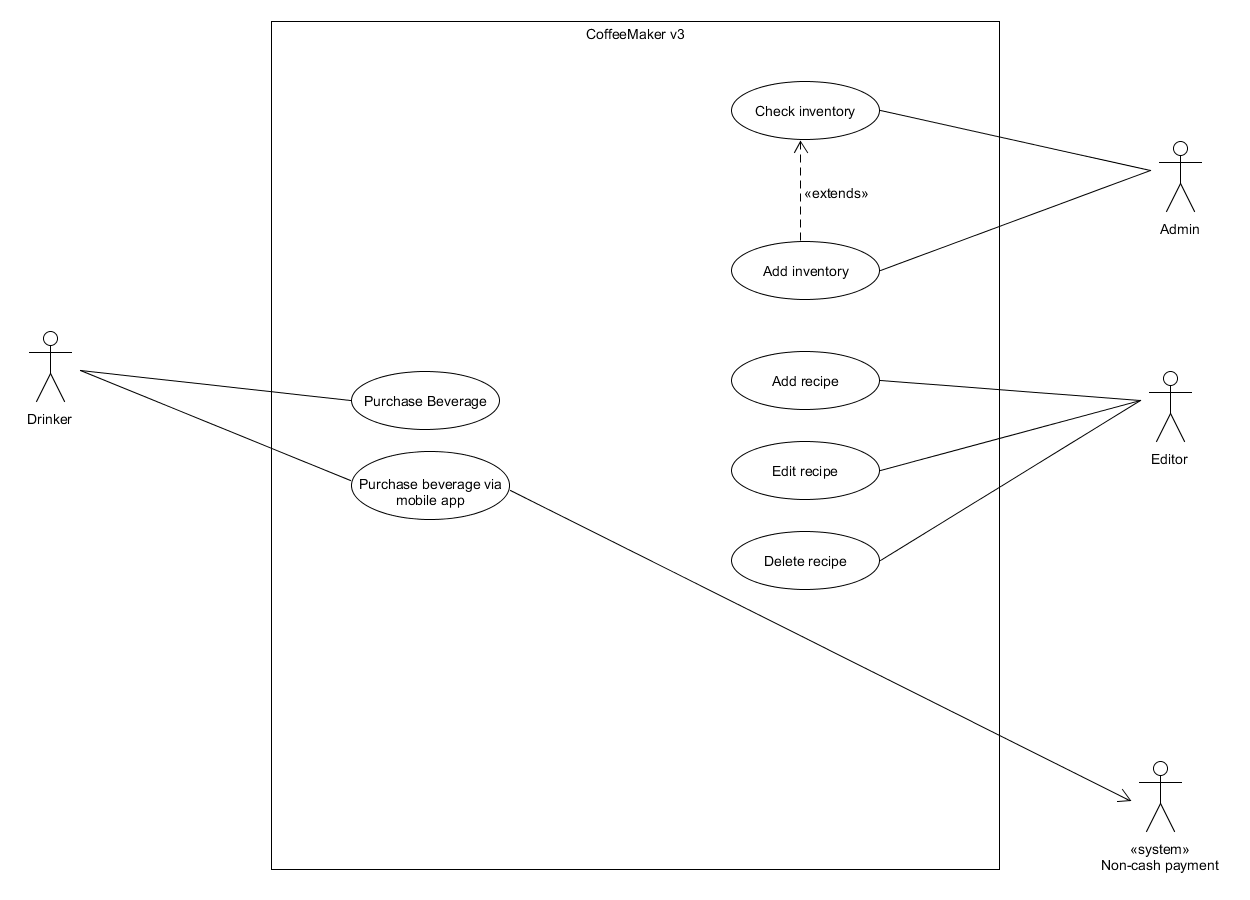 CoffeeMaker v3
Check inventory
«extends»
Admin
Add inventory
Drinker
Purchase Beverage
Purchase beverage via
mobile app
Add recipe
Edit recipe
Editor
Delete recipe
«system»
Non-cash payment